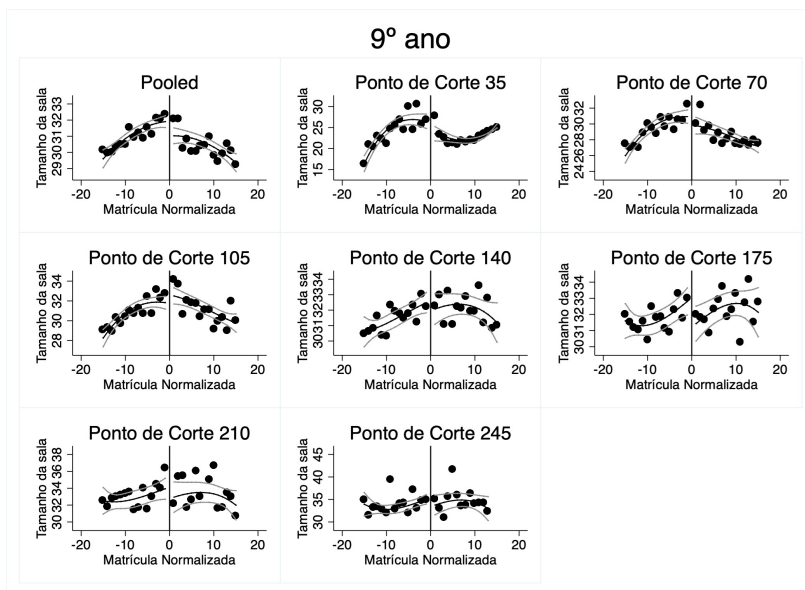 9º ano
Pooled
Tamanho da sala
29 30 31 32 33
-20 -10 0 10 20
Matrícula Normalizada
Ponto de Corte 35
Tamanho da sala
15 20 25 30
-20 -10 0 10 20
Matrícula Normalizada
Ponto de Corte 70
Tamanho da sala
24 26 28 30 32
-20 -10 0 10 20
Matrícula Normalizada
Ponto de Corte 105
Tamanho da sala
28 30 32 34
-20 -10 0 10 20
Matrícula Normalizada
Ponto de Corte 140
Tamanho da sala
30 31 32 33 34
-20 -10 0 10 20
Matrícula Normalizada
Ponto de Corte 175
Tamanho da sala
30 31 32 33 34
-20 -10 0 10 20
Matrícula Normalizada
Ponto de Corte 210
Tamanho da sala
30 32 34 36 38
-20 -10 0 10 20
Matrícula Normalizada
Ponto de Corte 245
Tamanho da sala
30 35 40 45
-20 -10 0 10 20
Matrícula Normalizada